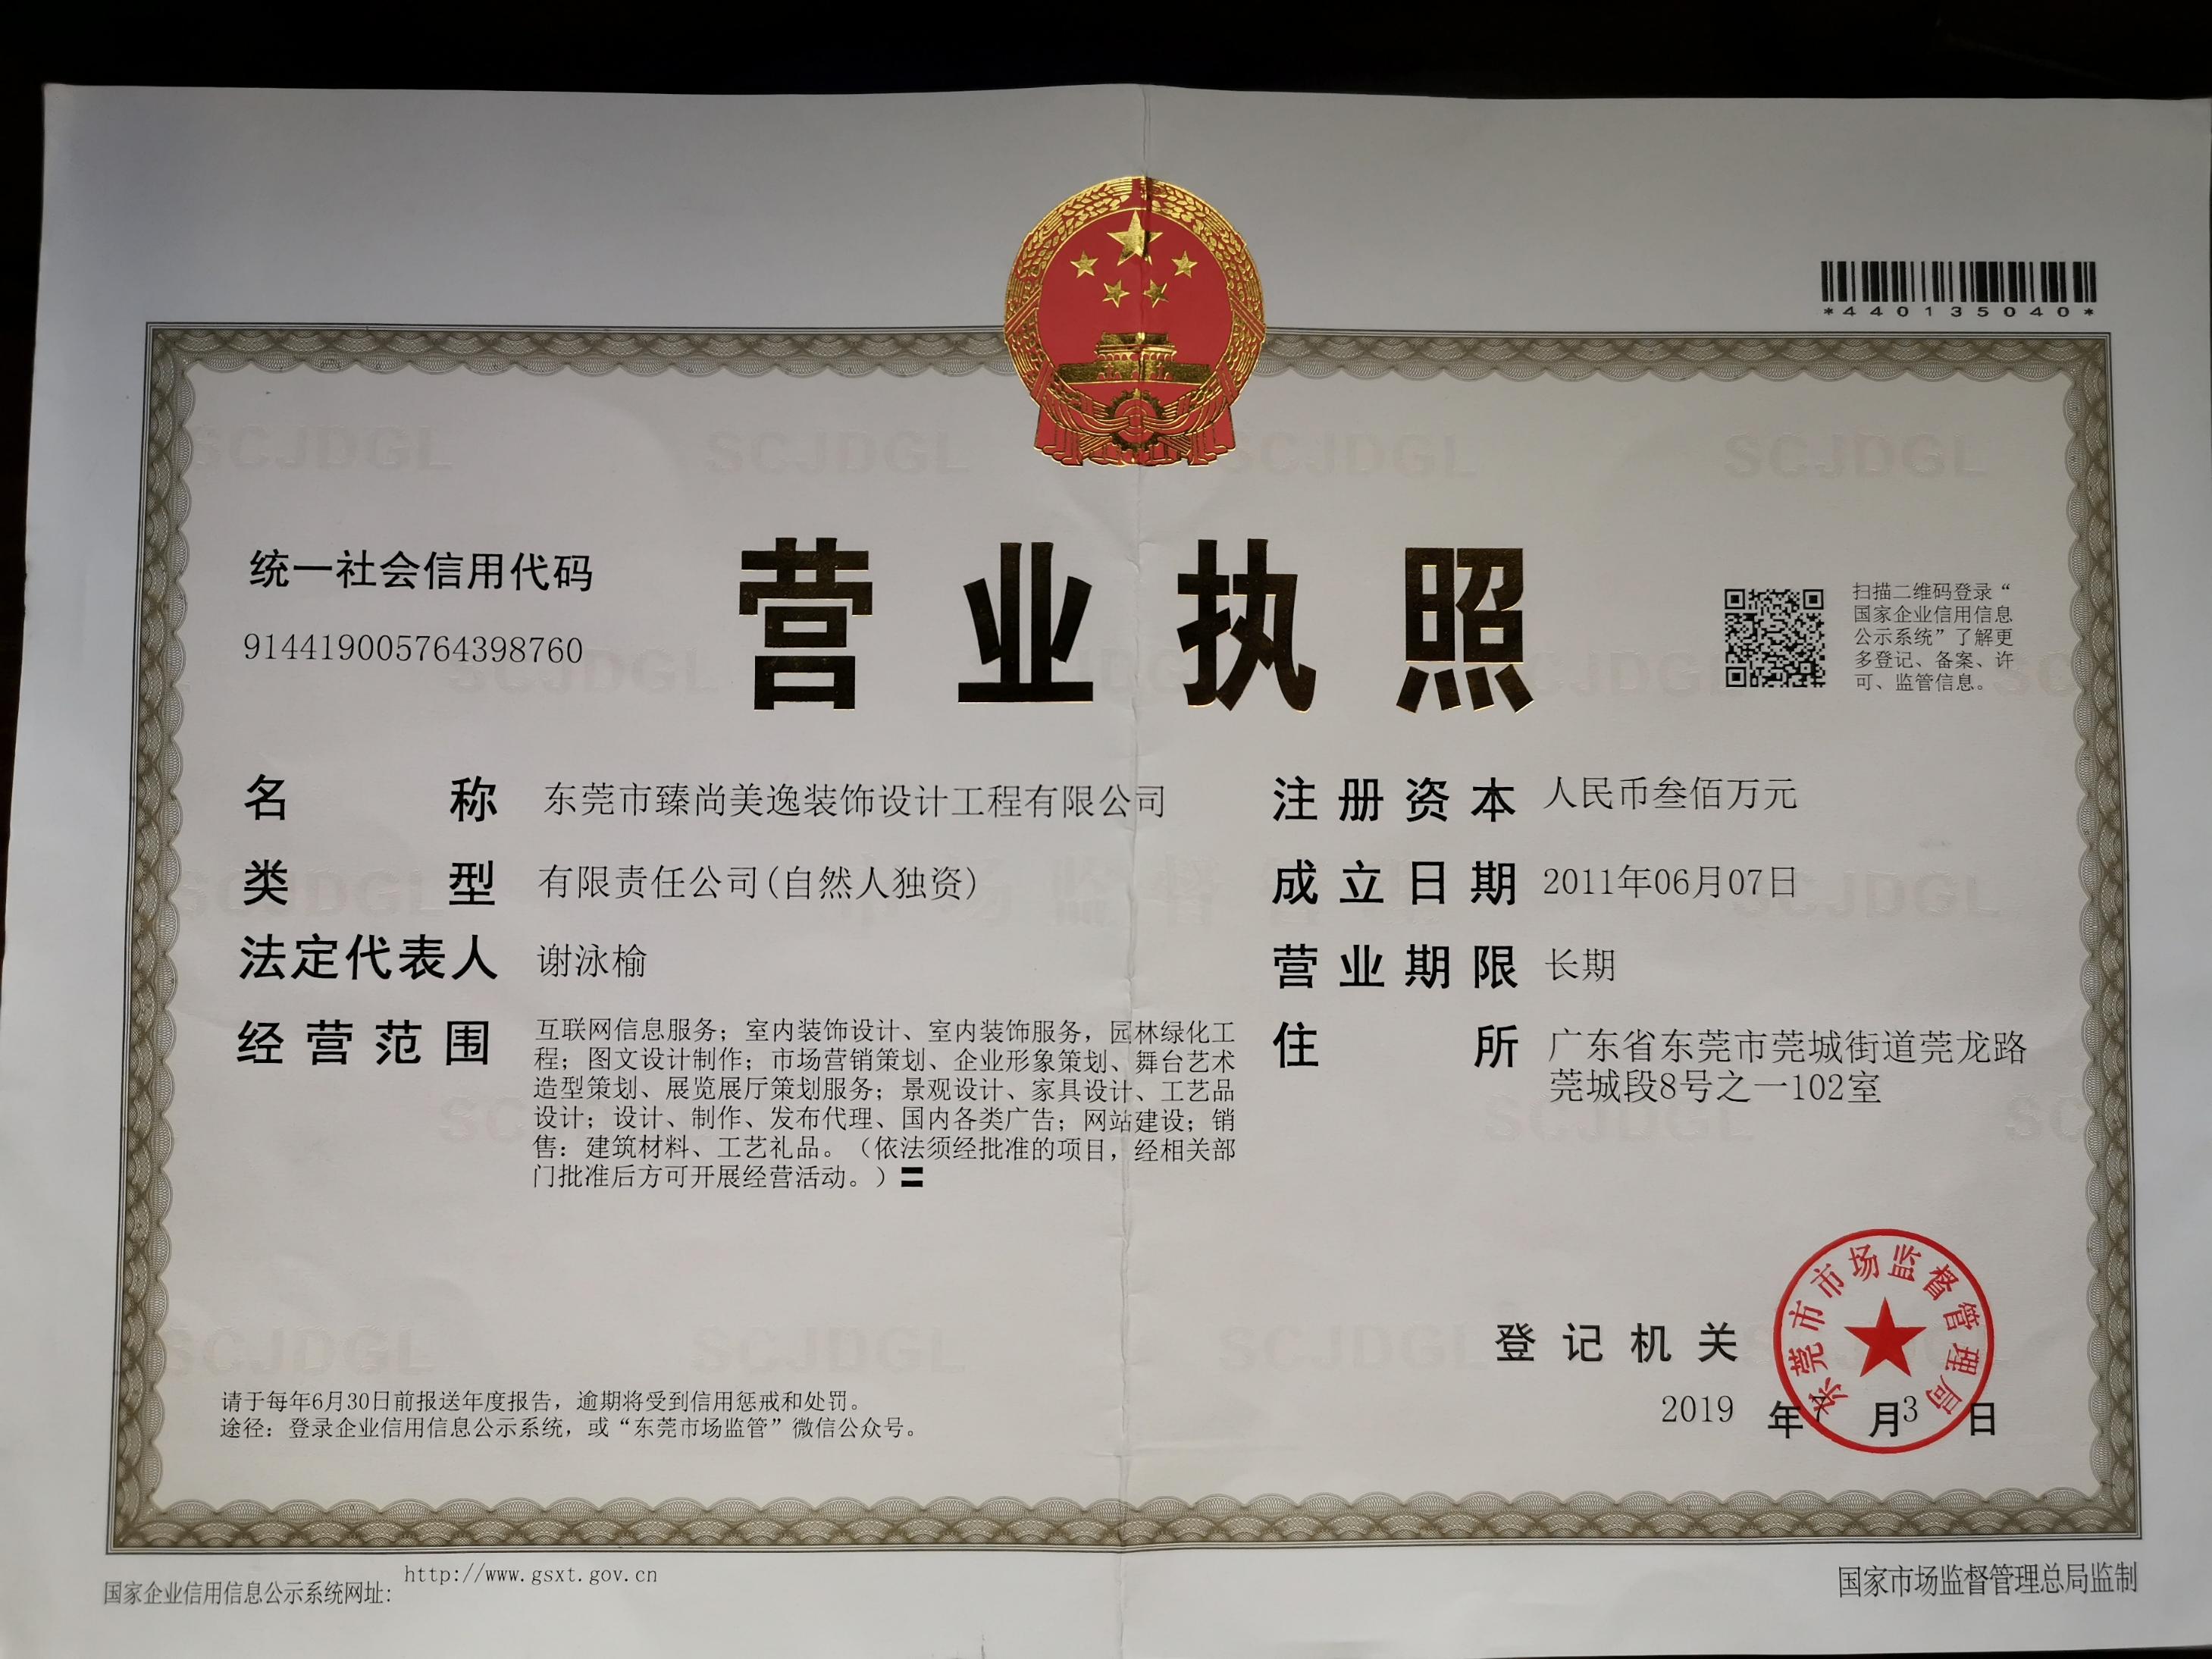 *440135040*
统一社会信用代码
914419005764398760
营业执照
扫描二维码登录“
国家企业信用信息
公示系统”了解更
多登记、备案、许
可、监管信息。
名称 东莞市臻尚美逸装饰设计工程有限公司
类型 有限责任公司(自然人独资)
法定代表人 谢泳榆
经营范围 互联网信息服务；室内装饰设计、室内装饰服务，园林绿化工
程；图文设计制作；市场营销策划、企业形象策划、舞台艺术
造型策划、展览展厅策划服务；景观设计、家具设计、工艺品
设计；设计、制作、发布代理、国内各类广告；网站建设；销
售：建筑材料、工艺礼品。（依法须经批准的项目，经相关部
门批准后方可开展经营活动。）
注册资本 人民币叁佰万元
成立日期 2011年06月07日
营业期限 长期
住所 广东省东莞市莞城街道莞龙路
莞城段8号之一102室
登记机关
东莞市市场监督管理局
2019 年 月3 日
请于每年6月30日前报送年度报告，逾期将受到信用惩戒和处罚。
途径：登录企业信用信息公示系统，或“东莞市场监管”微信公众号。
国家企业信用信息公示系统网址: http://www.gsxt.gov.cn
国家市场监督管理总局监制
SCJDGL